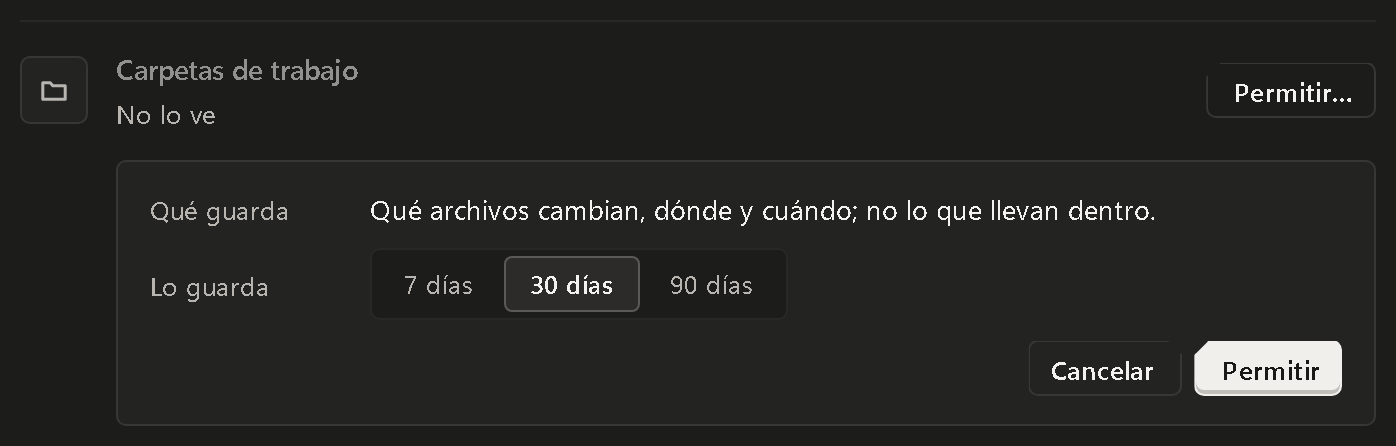 Carpetas de trabajo
No lo ve
Permitir...
Qué guarda
Qué archivos cambian, dónde y cuándo; no lo que llevan dentro.
Lo guarda
7 días
30 días
90 días
Cancelar
Permitir